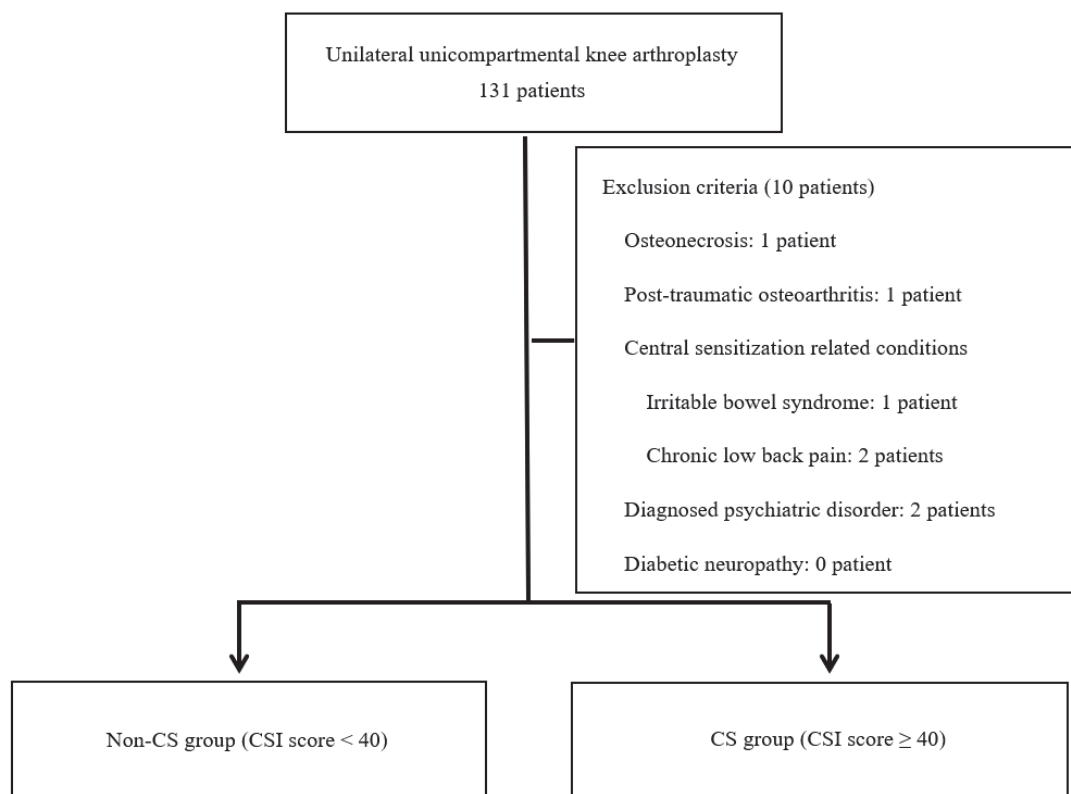 Unilateral unicompartmental knee arthroplasty
131 patients
Exclusion criteria (10 patients)
Osteonecrosis: 1 patient
Post-traumatic osteoarthritis: 1 patient
Central sensitization related conditions
Irritable bowel syndrome: 1 patient
Chronic low back pain: 2 patients
Diagnosed psychiatric disorder: 2 patients
Diabetic neuropathy: 0 patient
Non-CS group (CSI score < 40)
CS group (CSI score ≥ 40)